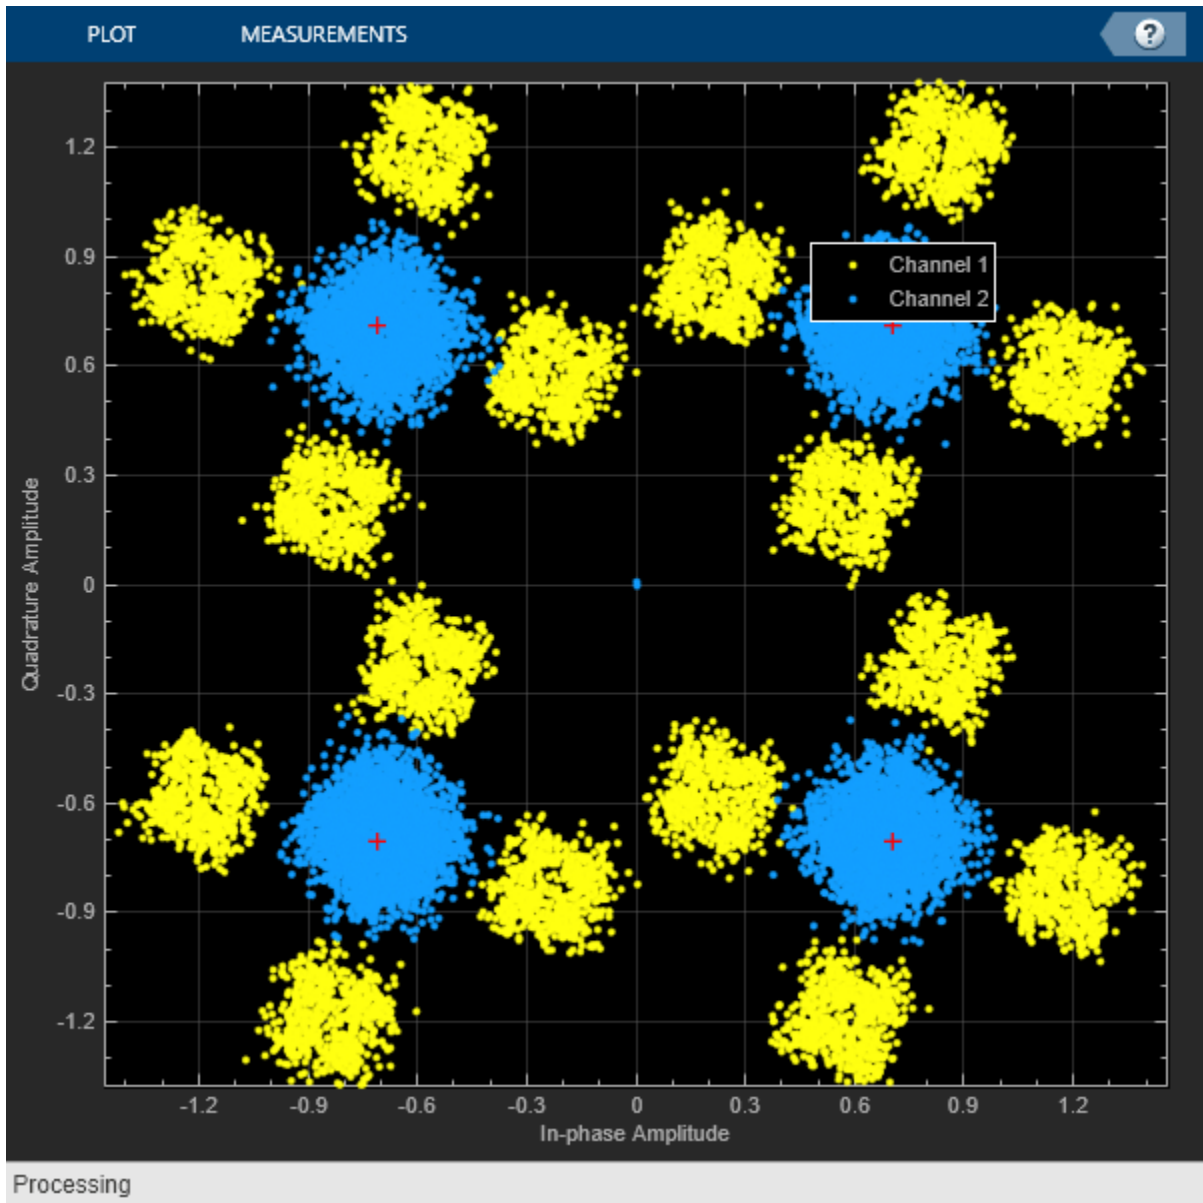 PLOT MEASUREMENTS ?
Channel 1
Channel 2
1.2
0.9
0.6
0.3
0
-0.3
-0.6
-0.9
-1.2
Quadrature Amplitude
-1.2 -0.9 -0.6 -0.3 0 0.3 0.6 0.9 1.2
In-phase Amplitude
Processing